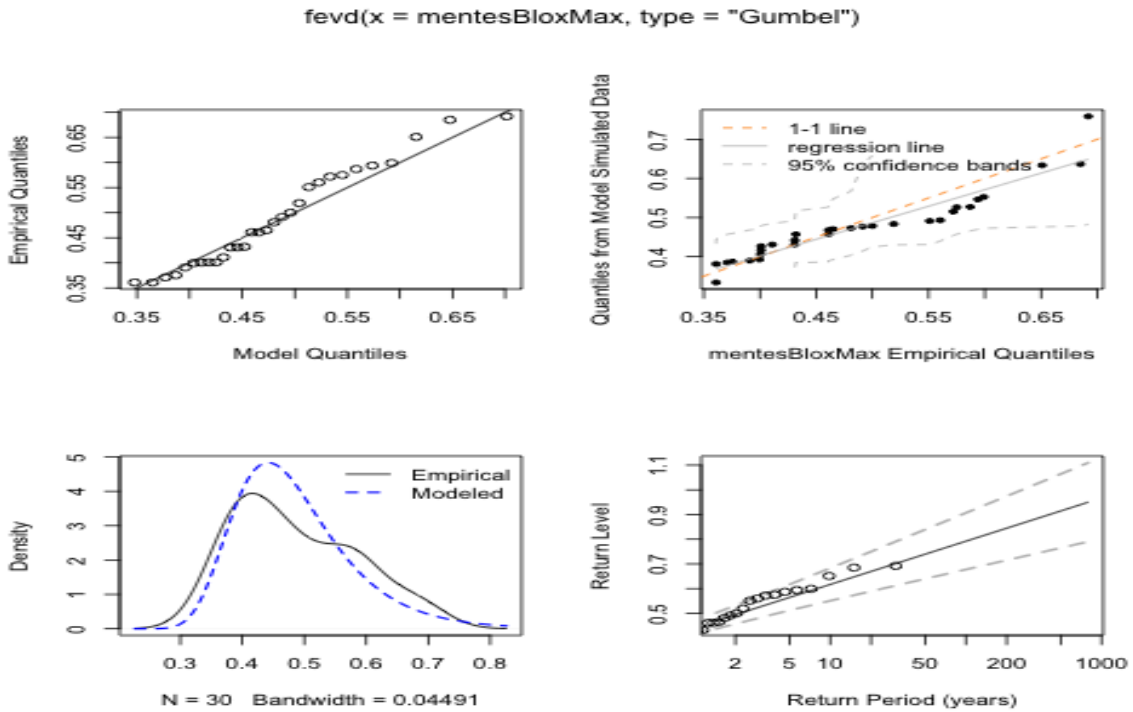 fevd(x = mentesBloxMax, type = "Gumbel")
Empirical Quantiles
0.35 0.45 0.55 0.65
0.35 0.45 0.55 0.65
Model Quantiles
Quantiles from Model Simulated Data
0.4 0.5 0.6 0.7
1-1 line
regression line
95% confidence bands
0.35 0.45 0.55 0.65
mentesBloxMax Empirical Quantiles
Density
0 1 2 3 4 5
Empirical
Modeled
0.3 0.4 0.5 0.6 0.7 0.8
N = 30 Bandwidth = 0.04491
Return Level
0.5 0.7 0.9 1.1
2 5 10 50 200 1000
Return Period (years)